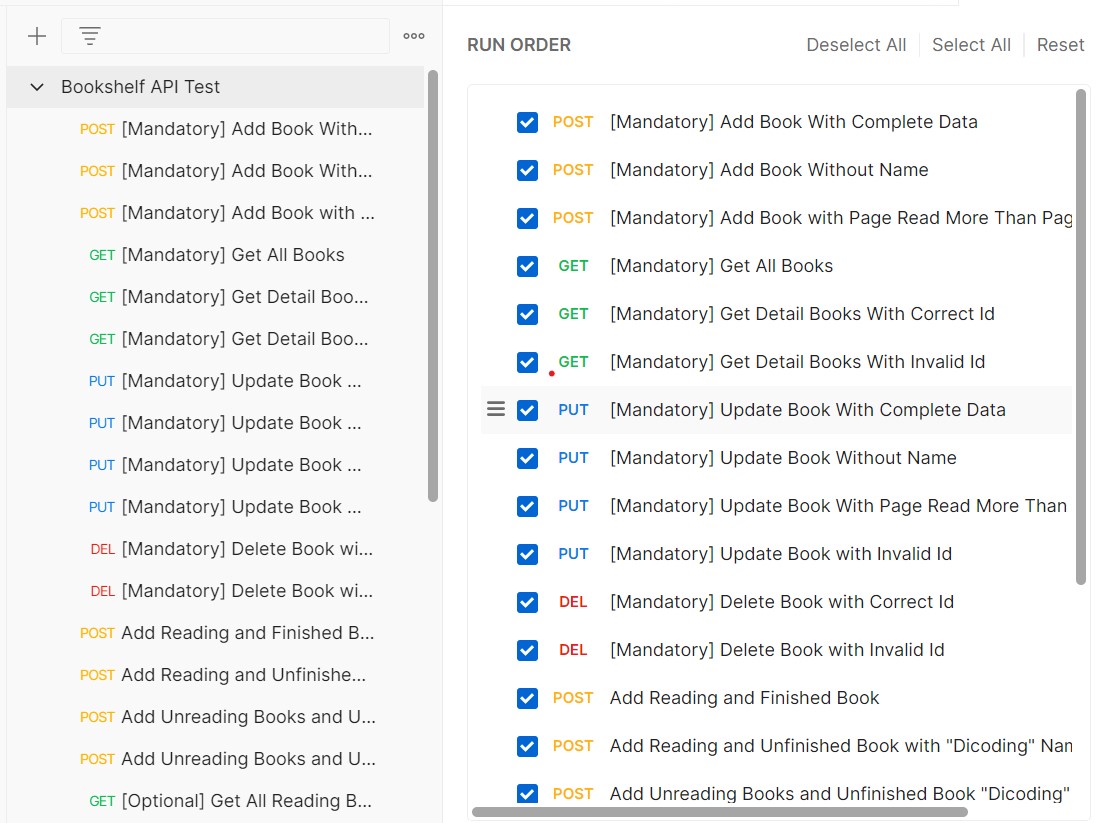 Bookshelf API Test
POST [Mandatory] Add Book With...
POST [Mandatory] Add Book With...
POST [Mandatory] Add Book with ...
GET [Mandatory] Get All Books
GET [Mandatory] Get Detail Boo...
GET [Mandatory] Get Detail Boo...
PUT [Mandatory] Update Book ...
PUT [Mandatory] Update Book ...
PUT [Mandatory] Update Book ...
PUT [Mandatory] Update Book ...
DEL [Mandatory] Delete Book wi...
DEL [Mandatory] Delete Book wi...
POST Add Reading and Finished B...
POST Add Reading and Unfinishe...
POST Add Unreading Books and U...
POST Add Unreading Books and U...
GET [Optional] Get All Reading B...
RUN ORDER Deselect All Select All Reset
POST [Mandatory] Add Book With Complete Data
POST [Mandatory] Add Book Without Name
POST [Mandatory] Add Book with Page Read More Than Pag
GET [Mandatory] Get All Books
GET [Mandatory] Get Detail Books With Correct Id
GET [Mandatory] Get Detail Books With Invalid Id
PUT [Mandatory] Update Book With Complete Data
PUT [Mandatory] Update Book Without Name
PUT [Mandatory] Update Book With Page Read More Than
PUT [Mandatory] Update Book with Invalid Id
DEL [Mandatory] Delete Book with Correct Id
DEL [Mandatory] Delete Book with Invalid Id
POST Add Reading and Finished Book
POST Add Reading and Unfinished Book with "Dicoding" Nam
POST Add Unreading Books and Unfinished Book "Dicoding"